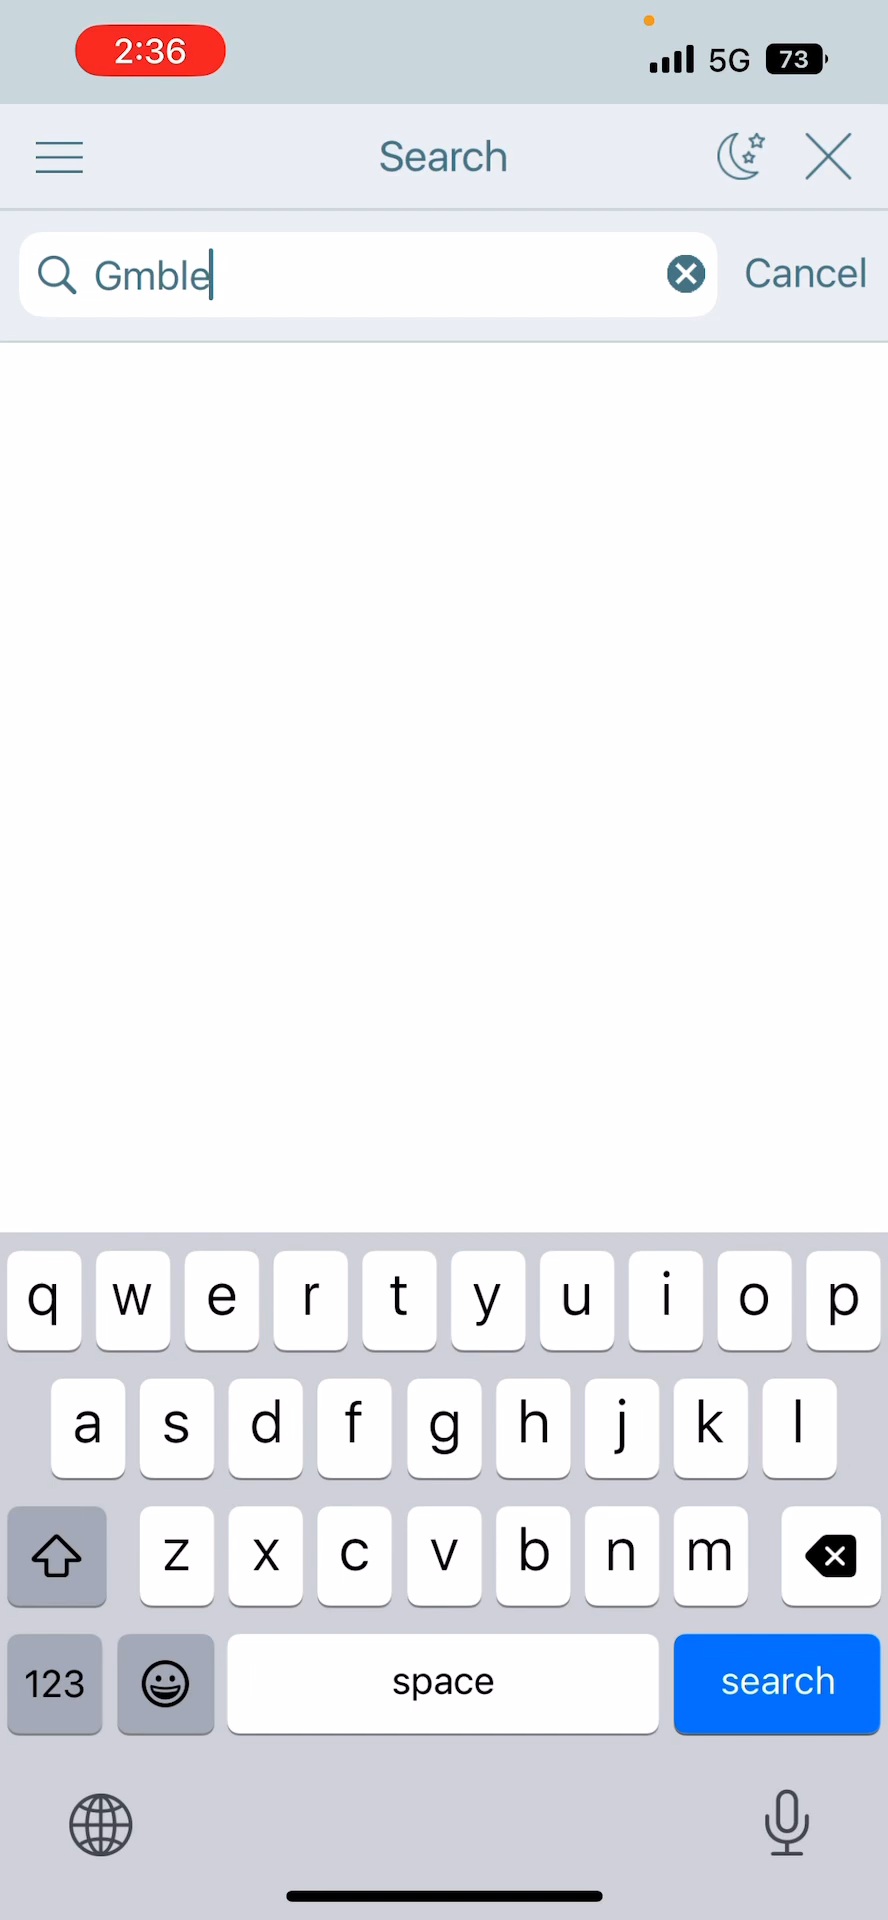 2:36
5G 73
Search
Gmble Cancel
q w e r t y u i o p
a s d f g h j k l
z x c v b n m
123 space search